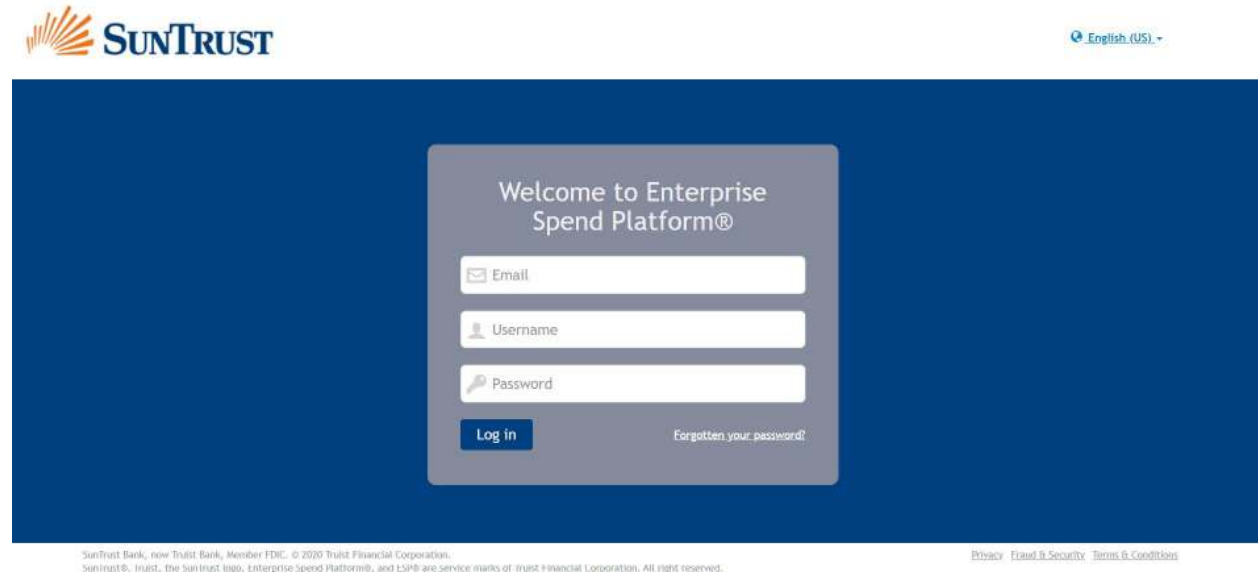 SUNTRUST
English (US)
Welcome to Enterprise
Spend Platform®
Email
Username
Password
Log in
Forgotten your password?
SunTrust Bank, now Truist Bank, Member FDIC. © 2020 Truist Financial Corporation.
Privacy Fraud & Security Terms & Conditions
SunTrust®, Truist, the SunTrust logo, Enterprise Spend Platform®, and ESP® are service marks of Truist Financial Corporation. All right reserved.